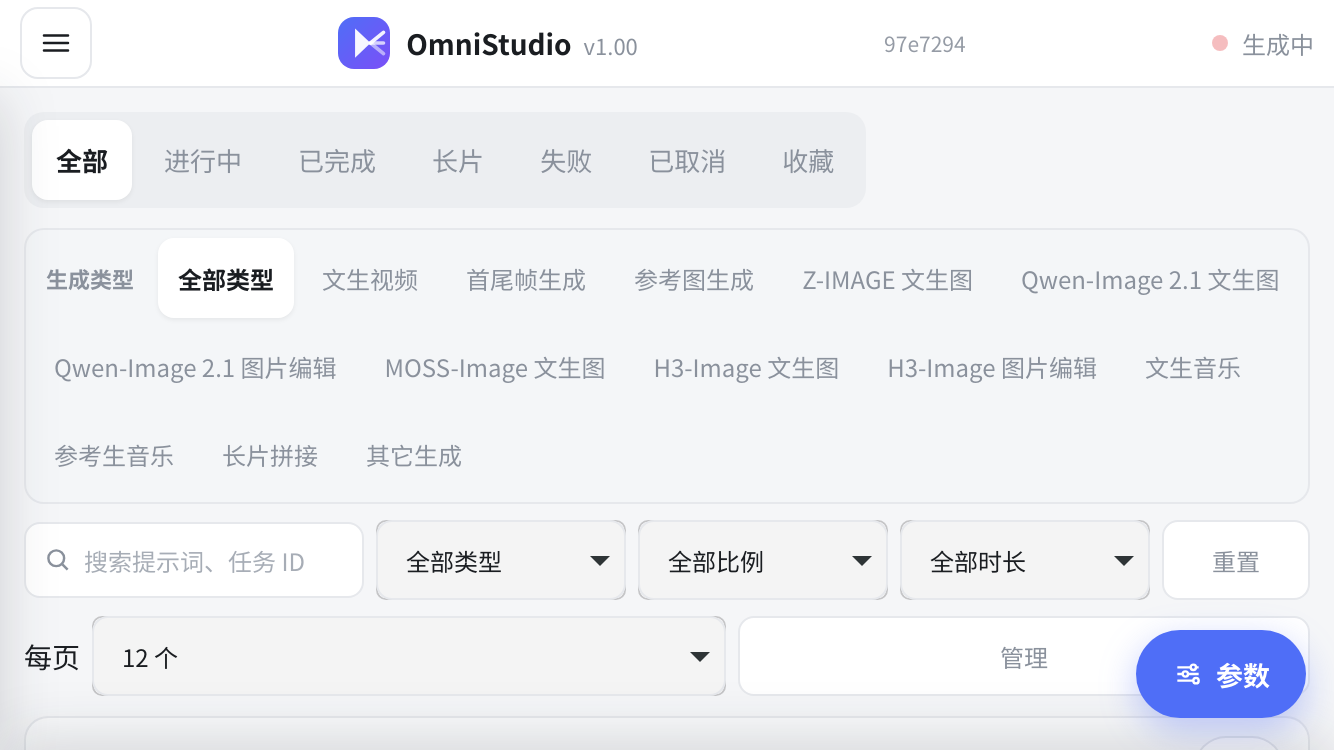 OmniStudio v1.00 97e7294 生成中
全部 进行中 已完成 长片 失败 已取消 收藏
生成类型 全部类型 文生视频 首尾帧生成 参考图生成 Z-IMAGE 文生图 Qwen-Image 2.1 文生图
Qwen-Image 2.1 图片编辑 MOSS-Image 文生图 H3-Image 文生图 H3-Image 图片编辑 文生音乐
参考生音乐 长片拼接 其它生成
搜索提示词、任务 ID 全部类型 全部比例 全部时长 重置
每页 12 个 管理 参数